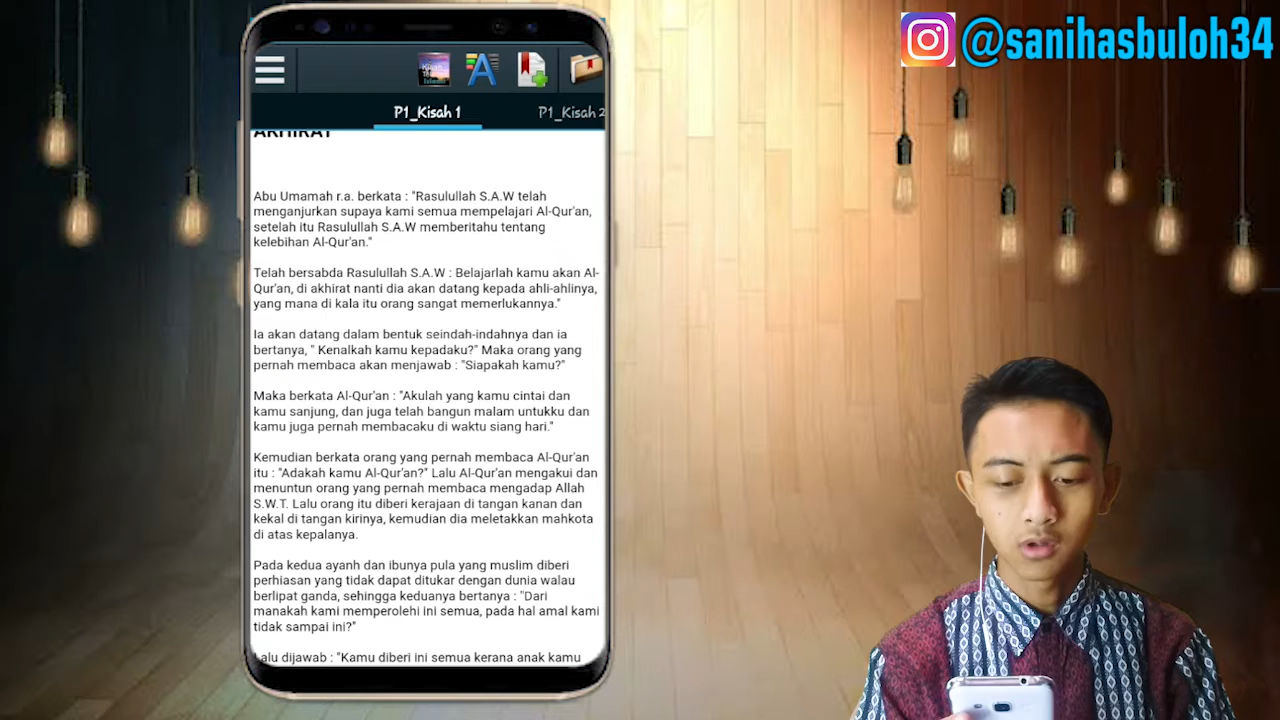 @sanihasbuloh34
P1_Kisah 1
P1_Kisah 2
AKHIRAT
Abu Umamah r.a. berkata : "Rasulullah S.A.W telah
menganjurkan supaya kami semua mempelajari Al-Qur'an,
setelah itu Rasulullah S.A.W memberitahu tentang
kelebihan Al-Qur'an."
Telah bersabda Rasulullah S.A.W : Belajarlah kamu akan Al-
Qur'an, di akhirat nanti dia akan datang kepada ahli-ahlinya,
yang mana di kala itu orang sangat memerlukannya."
Ia akan datang dalam bentuk seindah-indahnya dan ia
bertanya, " Kenalkah kamu kepadaku?" Maka orang yang
pernah membaca akan menjawab : "Siapakah kamu?"
Maka berkata Al-Qur'an : "Akulah yang kamu cintai dan
kamu sanjung, dan juga telah bangun malam untukku dan
kamu juga pernah membacaku di waktu siang hari."
Kemudian berkata orang yang pernah membaca Al-Qur'an
itu : "Adakah kamu Al-Qur'an?" Lalu Al-Qur'an mengakui dan
menuntun orang yang pernah membaca mengadap Allah
S.W.T. Lalu orang itu diberi kerajaan di tangan kanan dan
kekal di tangan kirinya, kemudian dia meletakkan mahkota
di atas kepalanya.
Pada kedua ayanh dan ibunya pula yang muslim diberi
perhiasan yang tidak dapat ditukar dengan dunia walau
berlipat ganda, sehingga keduanya bertanya : "Dari
manakah kami memperolehi ini semua, pada hal amal kami
tidak sampai ini?"
Lalu dijawab : "Kamu diberi ini semua kerana anak kamu